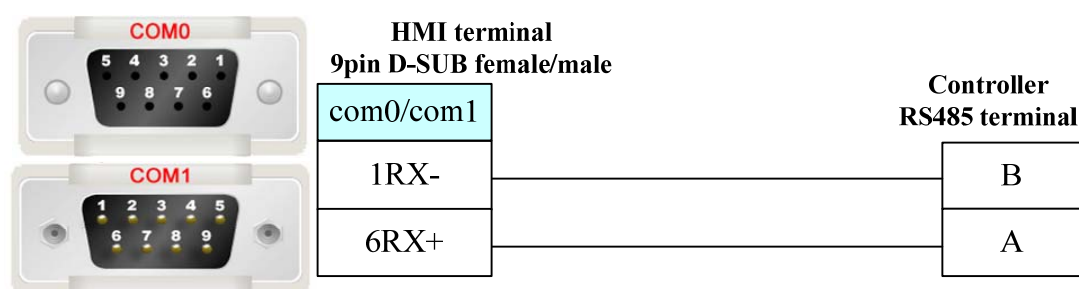 COM0
5 4 3 2 1
9 8 7 6
COM1
1 2 3 4 5
6 7 8 9
HMI terminal
9pin D-SUB female/male
com0/com1
1RX-
6RX+
Controller
RS485 terminal
B
A